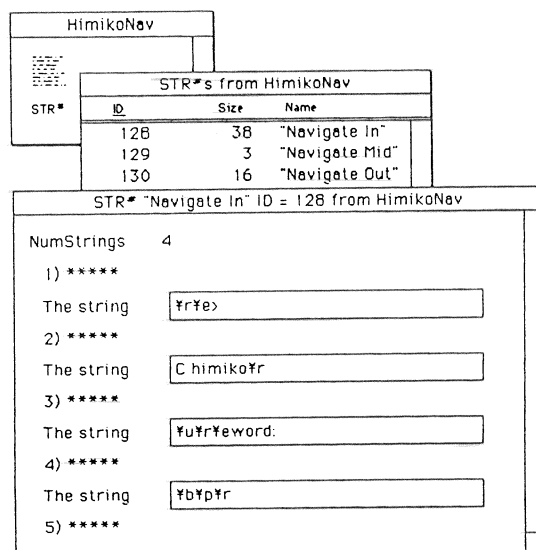 HimikoNav
STR#
STR#s from HimikoNav
ID Size Name
128 38 "Navigate In"
129 3 "Navigate Mid"
130 16 "Navigate Out"
STR# "Navigate In" ID = 128 from HimikoNav
NumStrings 4
1) *****
The string ¥r¥e>
2) *****
The string C himiko¥r
3) *****
The string ¥u¥r¥eword:
4) *****
The string ¥b¥p¥r
5) *****